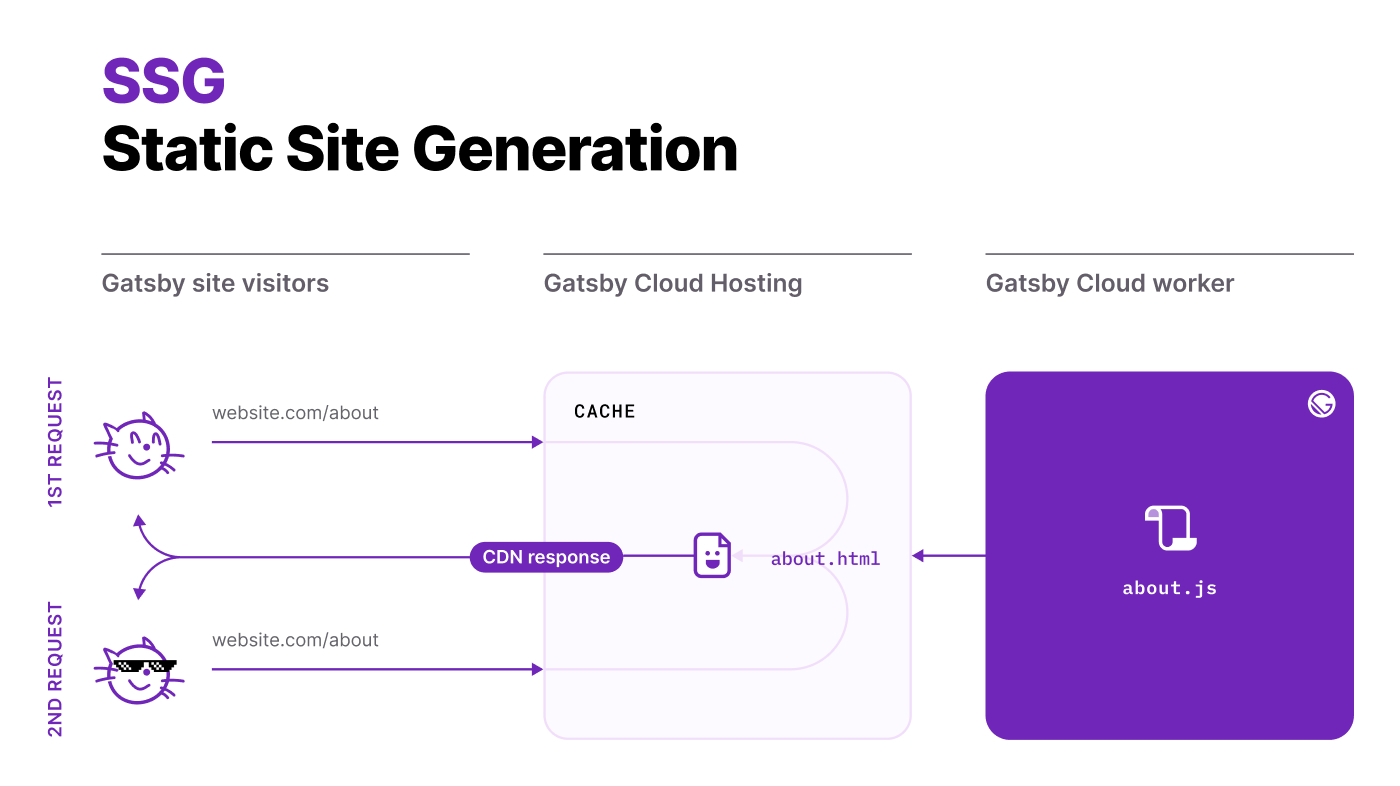 SSG
Static Site Generation
Gatsby site visitors
Gatsby Cloud Hosting
Gatsby Cloud worker
1ST REQUEST
website.com/about
CACHE
CDN response
about.html
about.js
2ND REQUEST
website.com/about